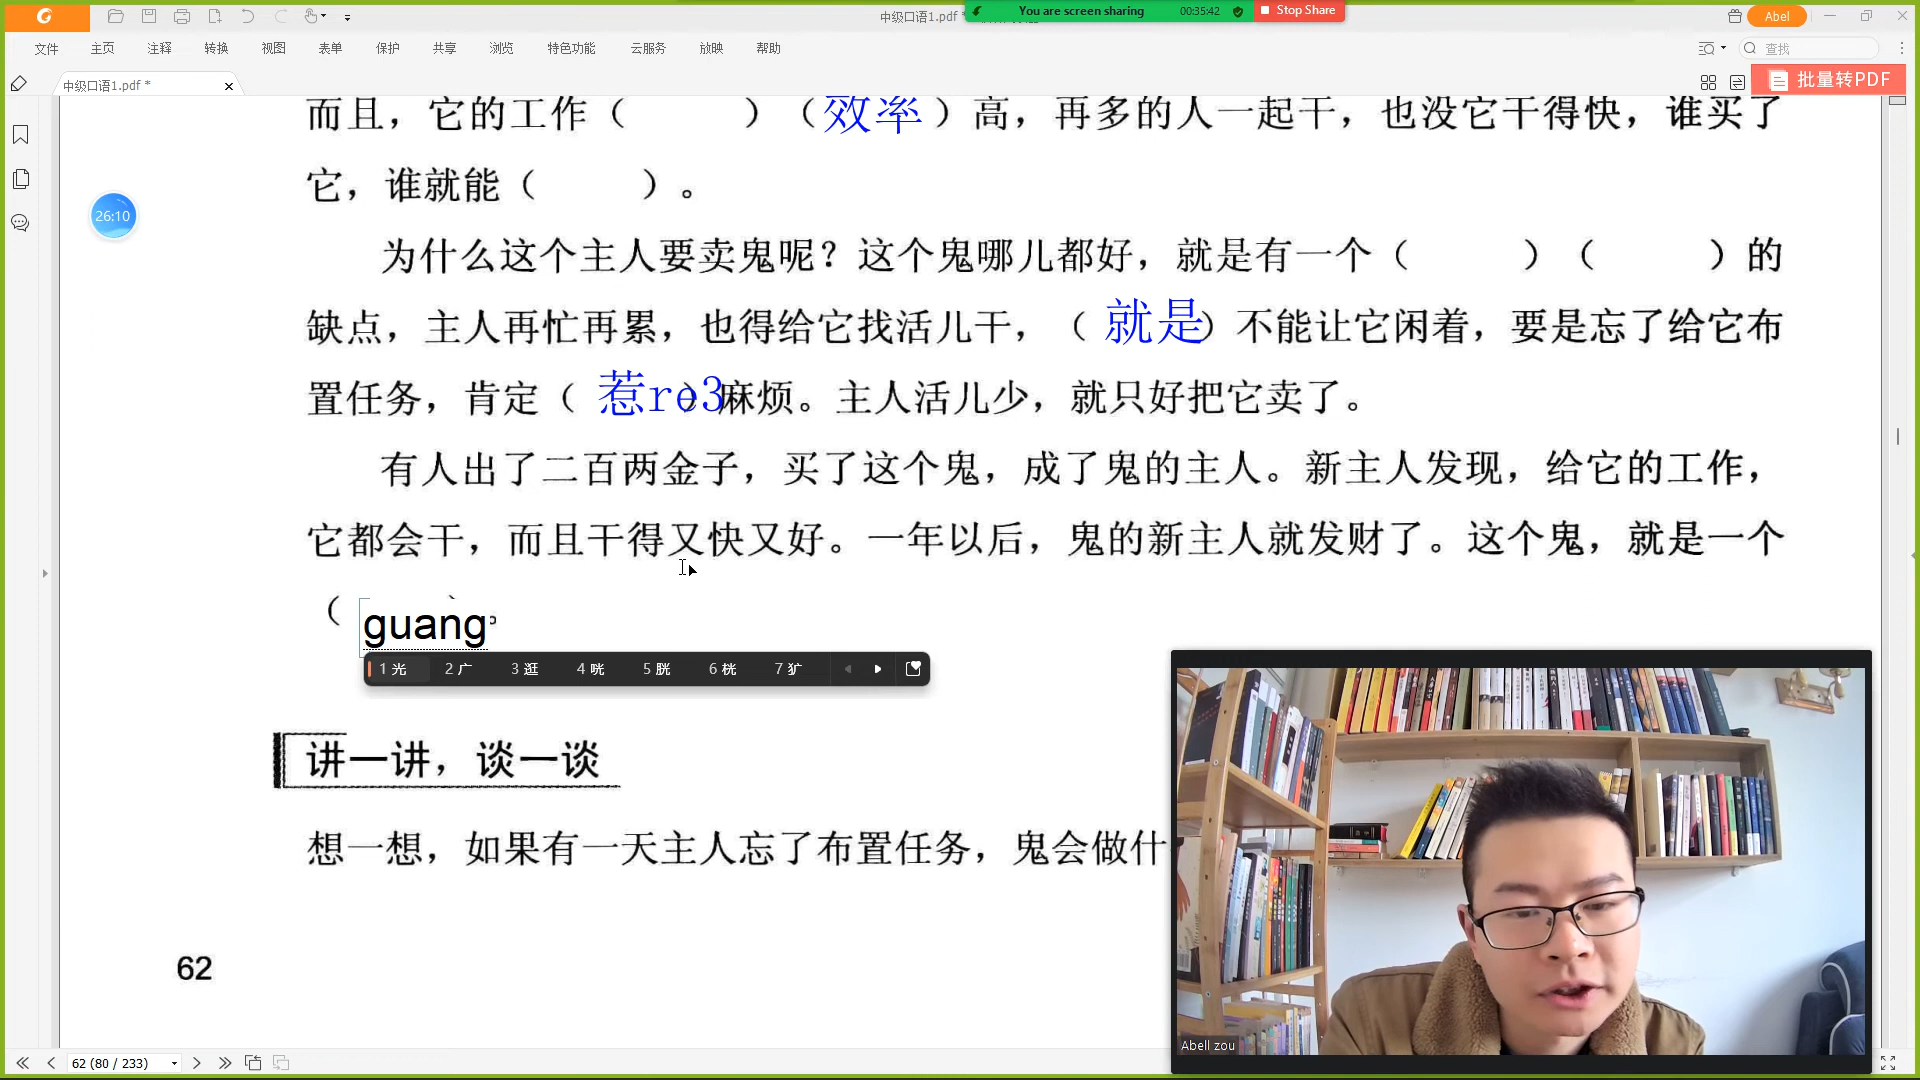 You are screen sharing 00:35:42 Stop Share
中级口语1.pdf *
Abel
文件 主页 注释 转换 视图 表单 保护 共享 浏览 特色功能 云服务 放映 帮助
查找
中级口语1.pdf *
批量转PDF
而且，它的工作（ ）（效率）高，再多的人一起干，也没它干得快，谁买了
它，谁就能（ ）。
26:10
为什么这个主人要卖鬼呢？这个鬼哪儿都好，就是有一个（ ）（ ）的
缺点，主人再忙再累，也得给它找活儿干，（就是）不能让它闲着，要是忘了给它布
置任务，肯定（惹re3）麻烦。主人活儿少，就只好把它卖了。
有人出了二百两金子，买了这个鬼，成了鬼的主人。新主人发现，给它的工作，
它都会干，而且干得又快又好。一年以后，鬼的新主人就发财了。这个鬼，就是一个
（ guang 。
1 光 2 广 3 逛 4 咣 5 胱 6 桄 7 犷
讲一讲，谈一谈
想一想，如果有一天主人忘了布置任务，鬼会做什
62
Abell zou
62 (80 / 233)